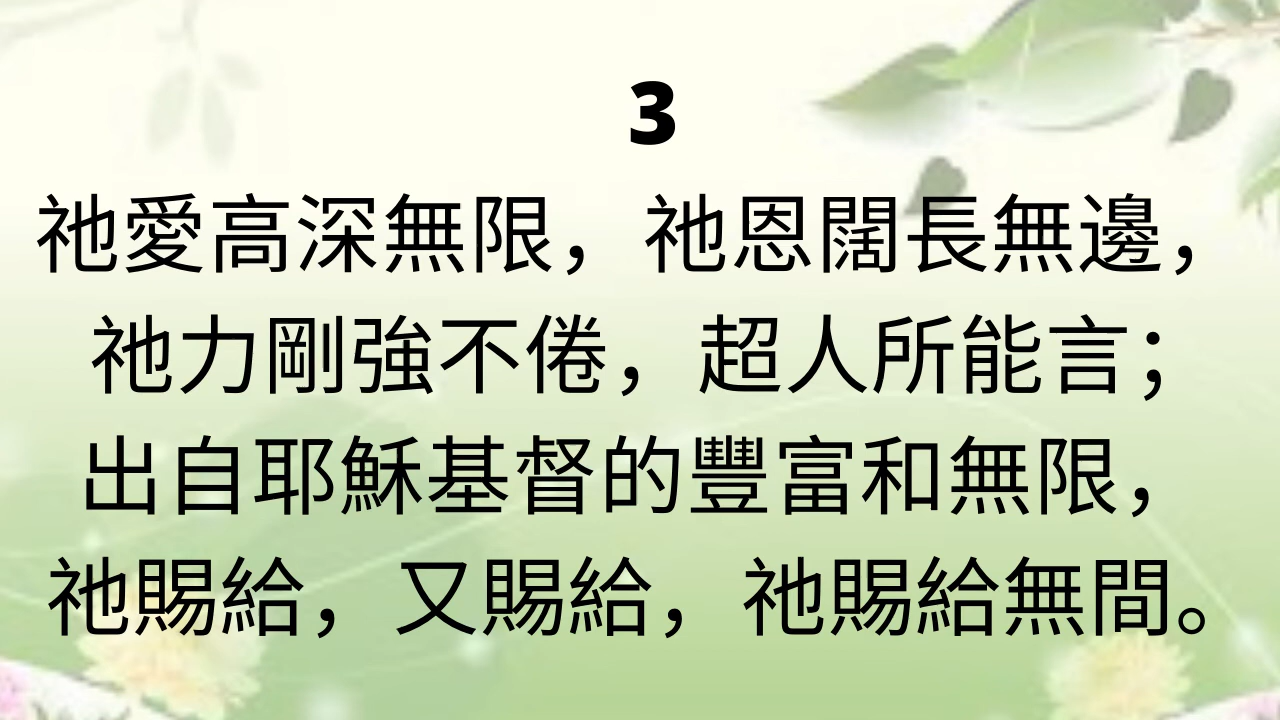 3
祂愛高深無限，祂恩闊長無邊，
祂力剛強不倦，超人所能言；
出自耶穌基督的豐富和無限，
祂賜給，又賜給，祂賜給無間。